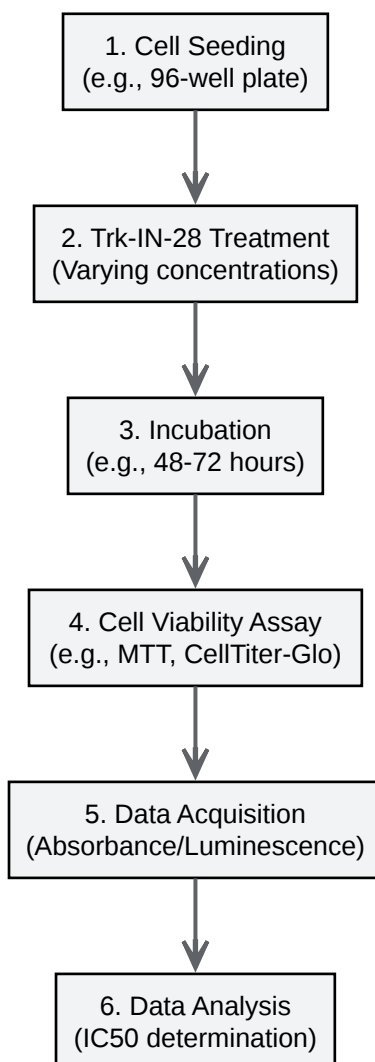 1. Cell Seeding
(e.g., 96-well plate)
2. Trk-IN-28 Treatment
(Varying concentrations)
3. Incubation
(e.g., 48-72 hours)
4. Cell Viability Assay
(e.g., MTT, CellTiter-Glo)
5. Data Acquisition
(Absorbance/Luminescence)
6. Data Analysis
(IC50 determination)